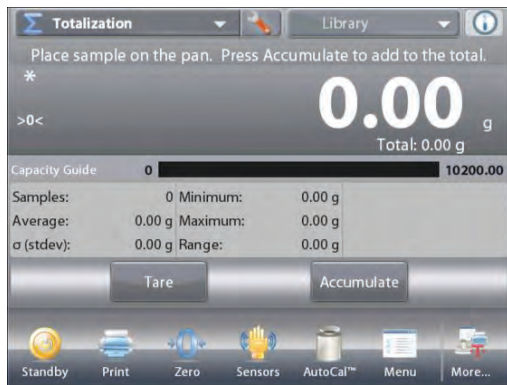 Σ Totalization Library
Place sample on the pan. Press Accumulate to add to the total.
*
>0<
0.00 g
Total: 0.00 g
Capacity Guide 0 10200.00
Samples: 0 Minimum: 0.00 g
Average: 0.00 g Maximum: 0.00 g
σ (stdev): 0.00 g Range: 0.00 g
Tare Accumulate
Standby Print Zero Sensors AutoCal™ Menu More...